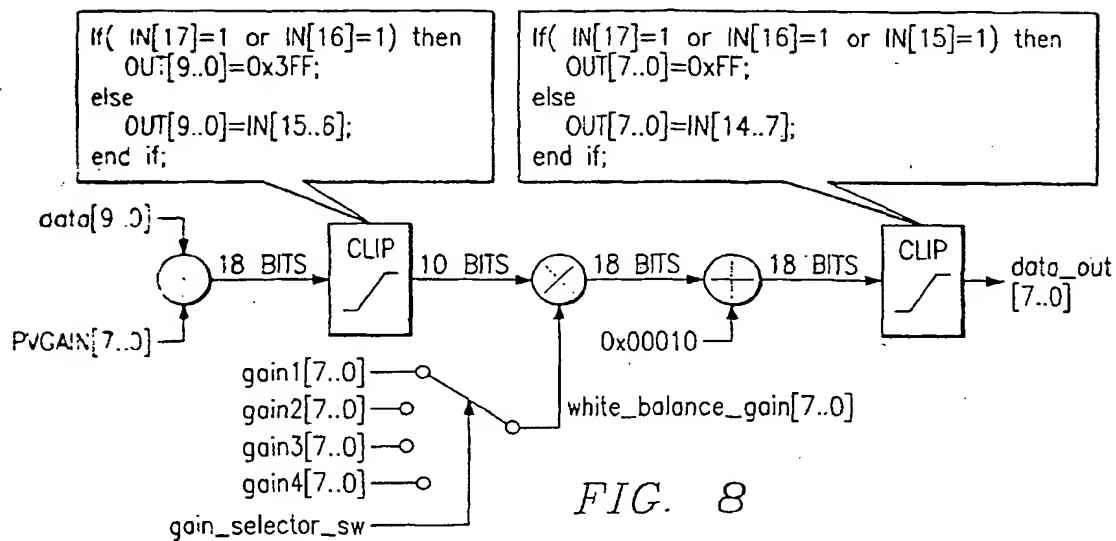 If( IN[17]=1 or IN[16]=1) then
OUT[9..0]=0x3FF;
else
OUT[9..0]=IN[15..6];
end if;
If( IN[17]=1 or IN[16]=1 or IN[15]=1) then
OUT[7..0]=0xFF;
else
OUT[7..0]=IN[14..7];
end if;
data[9..0]
18 BITS
CLIP
10 BITS
18 BITS
18 BITS
CLIP
data_out
[7..0]
PVGAIN[7..0]
0x00010
gain1[7..0]
gain2[7..0]
gain3[7..0]
gain4[7..0]
white_balance_gain[7..0]
gain_selector_sw
FIG. 8